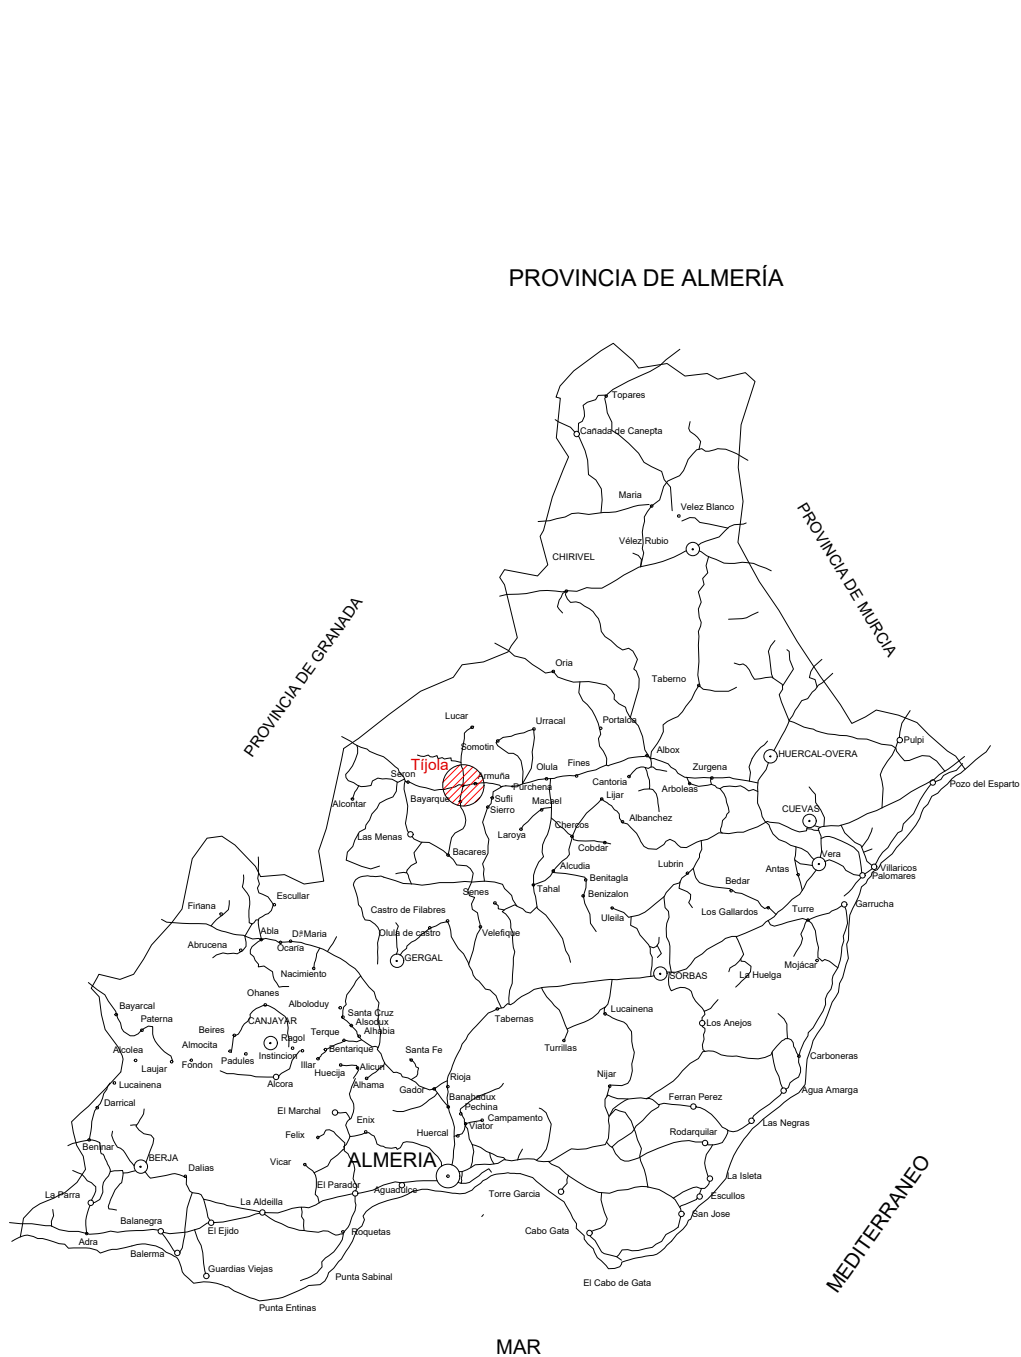 PROVINCIA DE ALMERÍA
Topares
Cañada de Canepta
Maria
Velez Blanco
PROVINCIA DE MURCIA
Vélez Rubio
CHIRIVEL
PROVINCIA DE GRANADA
Oria
Taberno
Lucar
Urracal
Portaloa
Somotin
Pulpi
Albox
HUERCAL-OVERA
Tíjola
Olula
Fines
Zurgena
Seron
Armuña
Purchena
Cantoria
Arboleas
Pozo del Esparto
Alcontar
Bayarque
Sufli
Macael
Lijar
Sierro
CUEVAS
Albanchez
Las Menas
Laroya
Chercos
Cobdar
Bacares
Vera
Alcudia
Lubrin
Antas
Villaricos
Palomares
Benitagla
Bedar
Senes
Tahal
Benizalon
Escullar
Fiñana
Castro de Filabres
Uleila
Los Gallardos
Turre
Garrucha
Abla
D.ª Maria
Olula de castro
Velefique
Abrucena
Ocaña
GERGAL
Mojácar
Nacimiento
SORBAS
La Huelga
Ohanes
Alboloduy
Bayarcal
Santa Cruz
Tabernas
Lucainena
Paterna
CANJAYAR
Alsodux
Los Anejos
Beires
Terque
Alhabia
Almocita
Ragol
Alcolea
Instincion
Bentarique
Santa Fe
Turrillas
Carboneras
Laujar
Fondon
Padules
Illar
Huecija
Alicun
Lucainena
Alcora
Alhama
Rioja
Nijar
Gador
Agua Amarga
Darrical
Banahadux
Ferran Perez
El Marchal
Pechina
Enix
Campamento
Las Negras
Viator
Felix
Huercal
Rodarquilar
Beninar
BERJA
Vicar
ALMERIA
Dalias
La Isleta
El Parador
Aguadulce
Torre Garcia
La Parra
Escullos
La Aldeilla
San Jose
Balanegra
El Ejido
Roquetas
Cabo Gata
Adra
MEDITERRANEO
Balerma
Guardias Viejas
Punta Sabinal
El Cabo de Gata
Punta Entinas
MAR